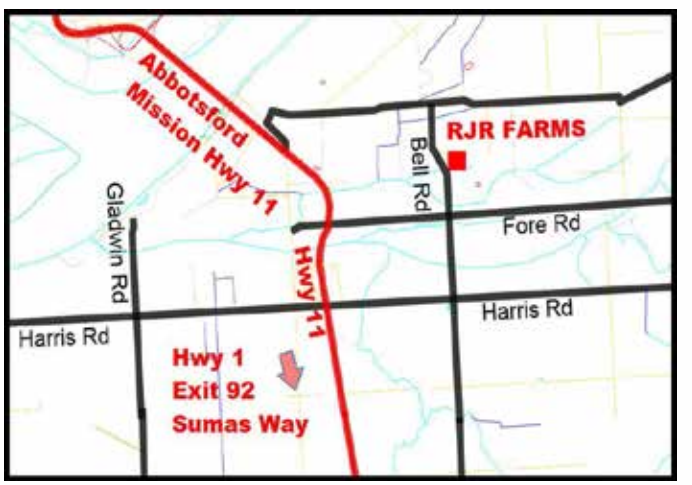 Abbotsford
Mission Hwy 11
RJR FARMS
Bell Rd
Gladwin Rd
Fore Rd
Hwy 11
Harris Rd
Harris Rd
Hwy 1
Exit 92
Sumas Way